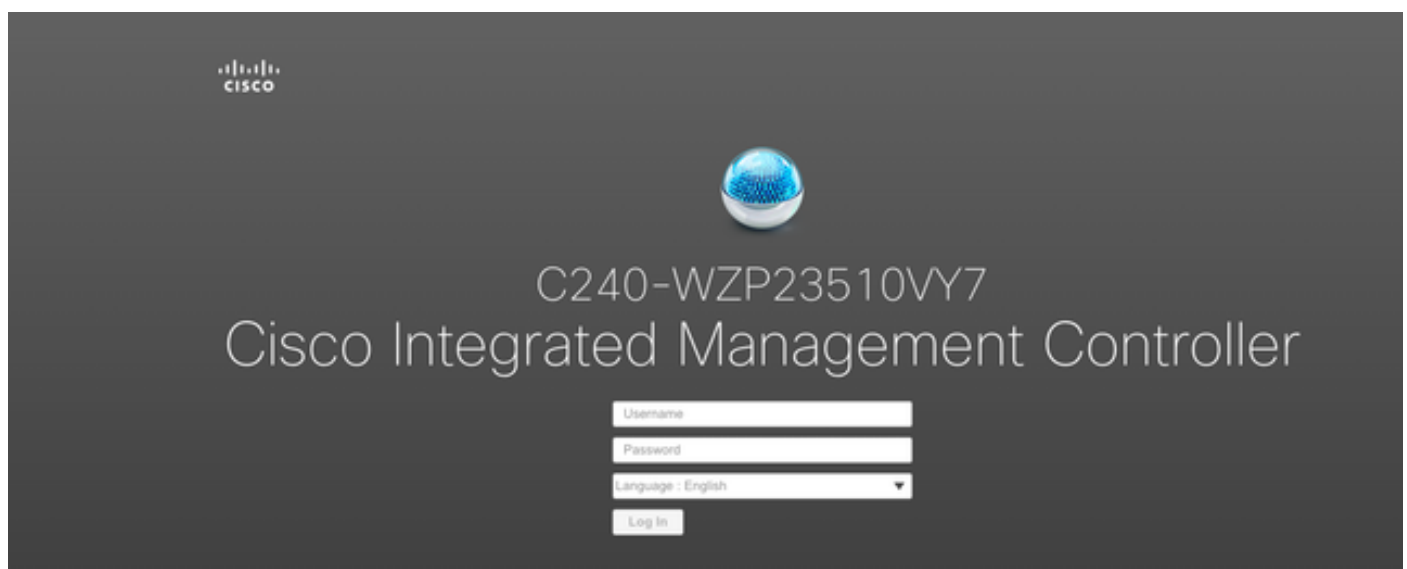 CISCO
C240-WZP23510VY7
Cisco Integrated Management Controller
Username
Password
Language : English
Log In